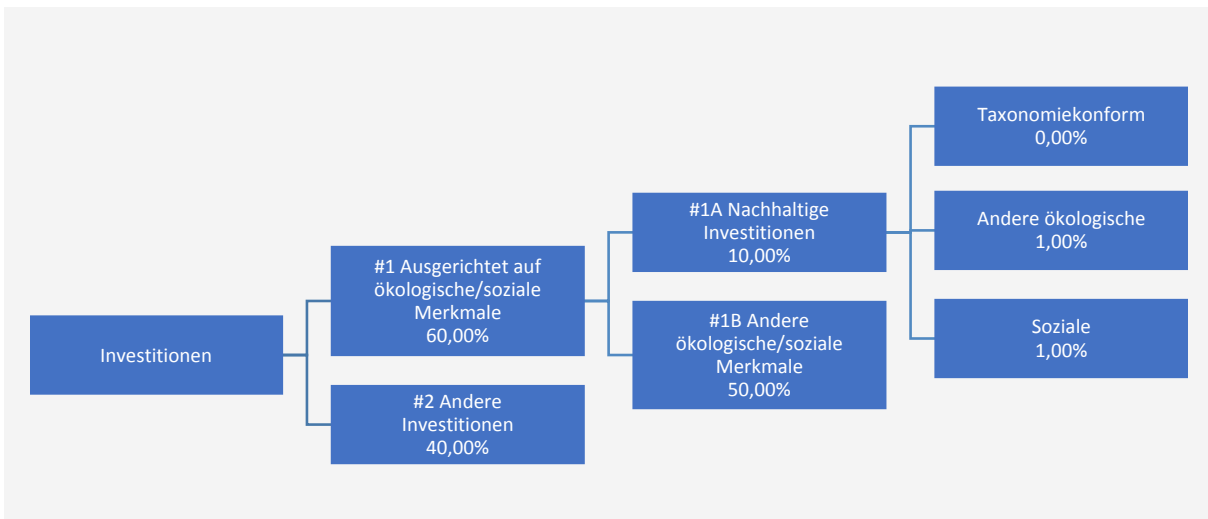 Investitionen
#1 Ausgerichtet auf
ökologische/soziale
Merkmale
60,00%
#2 Andere
Investitionen
40,00%
#1A Nachhaltige
Investitionen
10,00%
#1B Andere
ökologische/soziale
Merkmale
50,00%
Taxonomiekonform
0,00%
Andere ökologische
1,00%
Soziale
1,00%